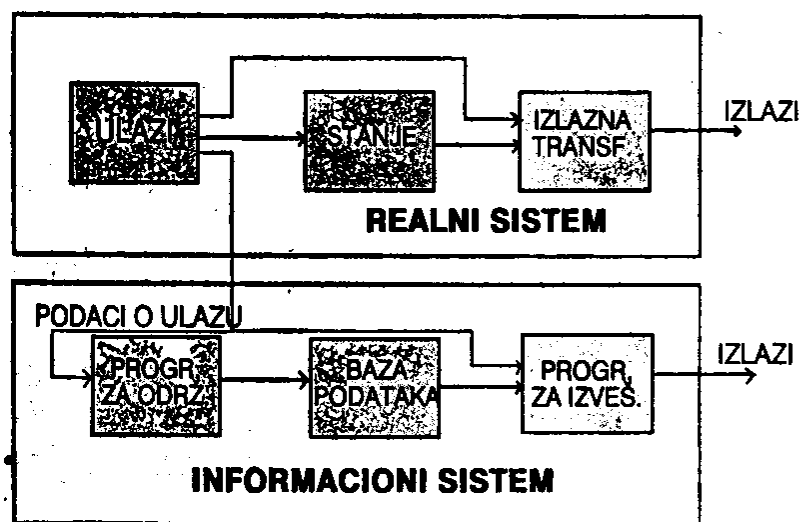 ULAZI
STANJE
IZLAZNA
TRANSF.
IZLAZI
REALNI SISTEM
PODACI O ULAZU
PROGR.
ZA ODRZ.
BAZA
PODATAKA
PROGR.
ZA IZVEŠ.
IZLAZI
INFORMACIONI SISTEM